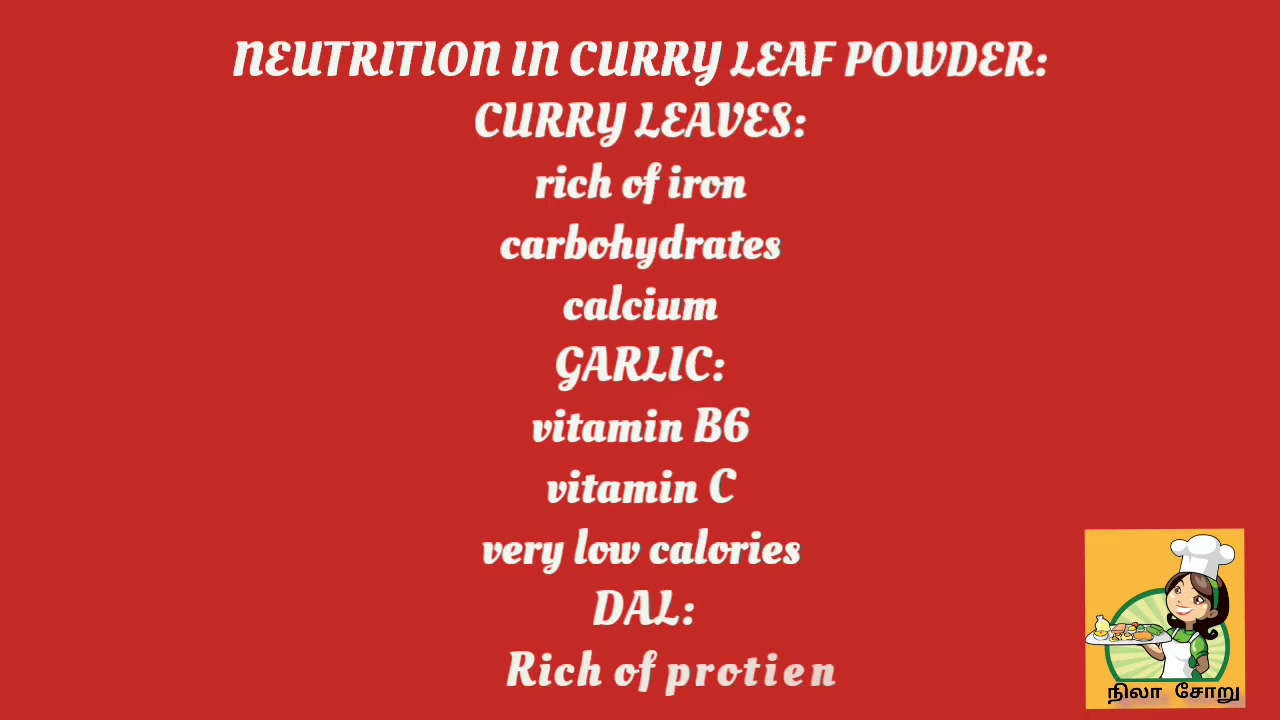 NEUTRITION IN CURRY LEAF POWDER:
CURRY LEAVES:
rich of iron
carbohydrates
calcium
GARLIC:
vitamin B6
vitamin C
very low calories
DAL:
Rich of protien
நிலா சோறு